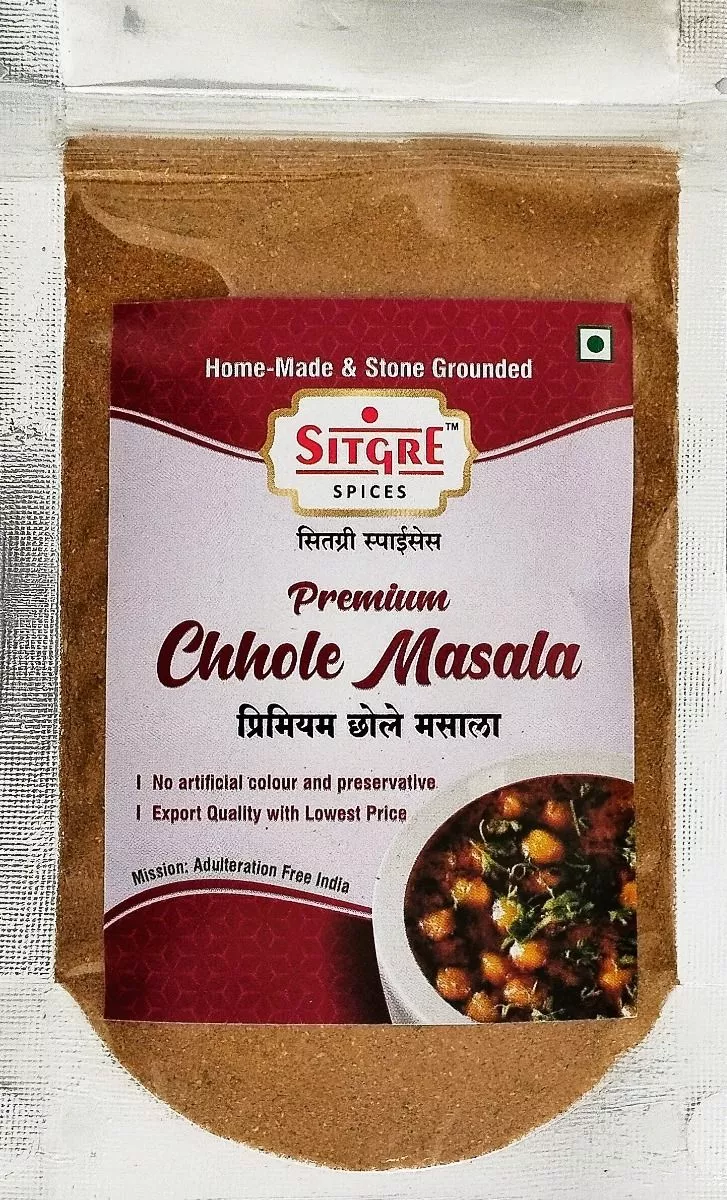 Home-Made & Stone Grounded
SITGRE™
SPICES
सितग्री स्पाईसेस
Premium
Chhole Masala
प्रिमियम छोले मसाला
| No artificial colour and preservative
| Export Quality with Lowest Price
Mission: Adulteration Free India